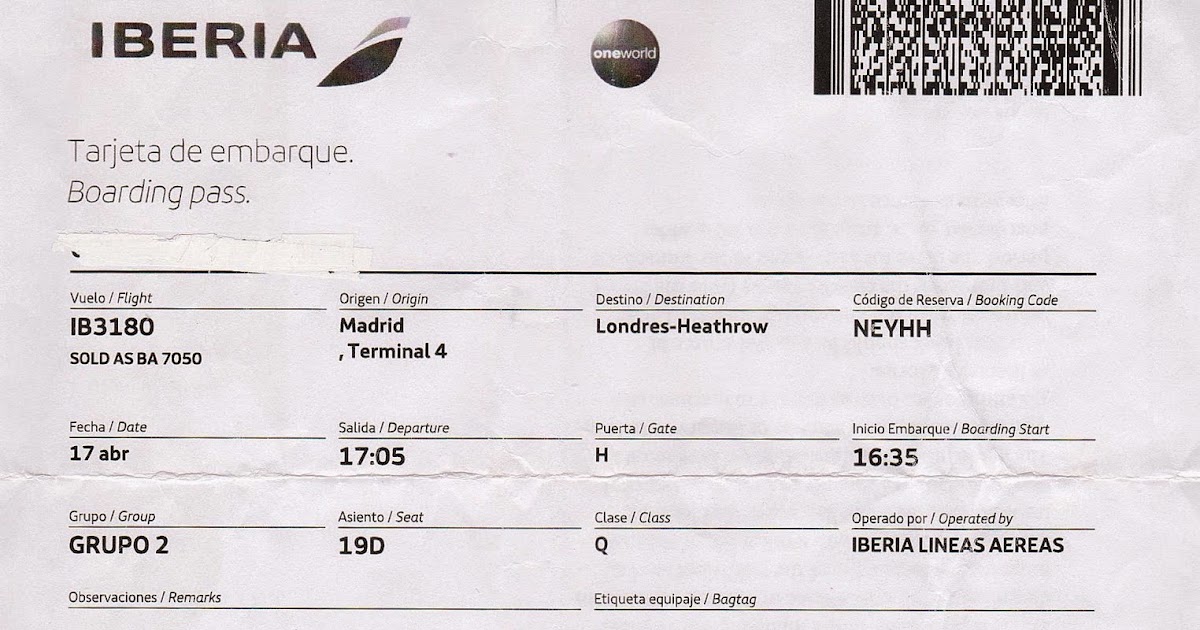 IBERIA
oneworld
Tarjeta de embarque.
Boarding pass.
Vuelo / Flight
IB3180
SOLD AS BA 7050
Origen / Origin
Madrid
, Terminal 4
Destino / Destination
Londres-Heathrow
Código de Reserva / Booking Code
NEYHH
Fecha / Date
17 abr
Salida / Departure
17:05
Puerta / Gate
H
Inicio Embarque / Boarding Start
16:35
Grupo / Group
GRUPO 2
Asiento / Seat
19D
Clase / Class
Q
Operado por / Operated by
IBERIA LINEAS AEREAS
Observaciones / Remarks
Etiqueta equipaje / Bagtag